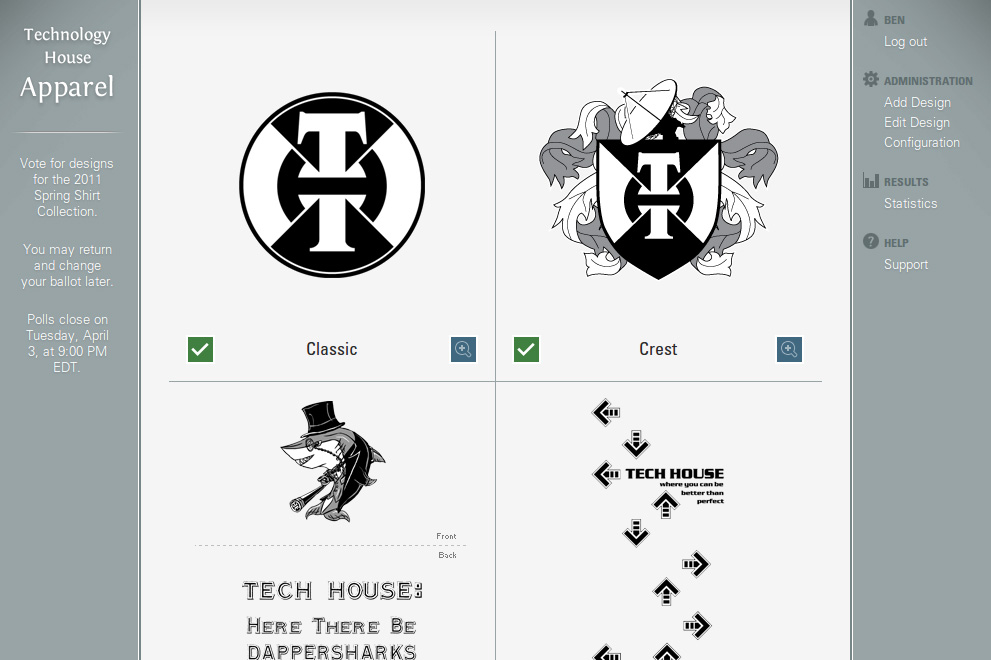 Technology
House
Apparel
Vote for designs
for the 2011
Spring Shirt
Collection.
You may return
and change
your ballot later.
Polls close on
Tuesday, April
3, at 9:00 PM
EDT.
T
H
T
Classic
T
H
T
Crest
Front
Back
TECH HOUSE:
HERE THERE BE
DAPPERSHARKS
TECH HOUSE
where you can be
better than
perfect
BEN
Log out
ADMINISTRATION
Add Design
Edit Design
Configuration
RESULTS
Statistics
? HELP
Support